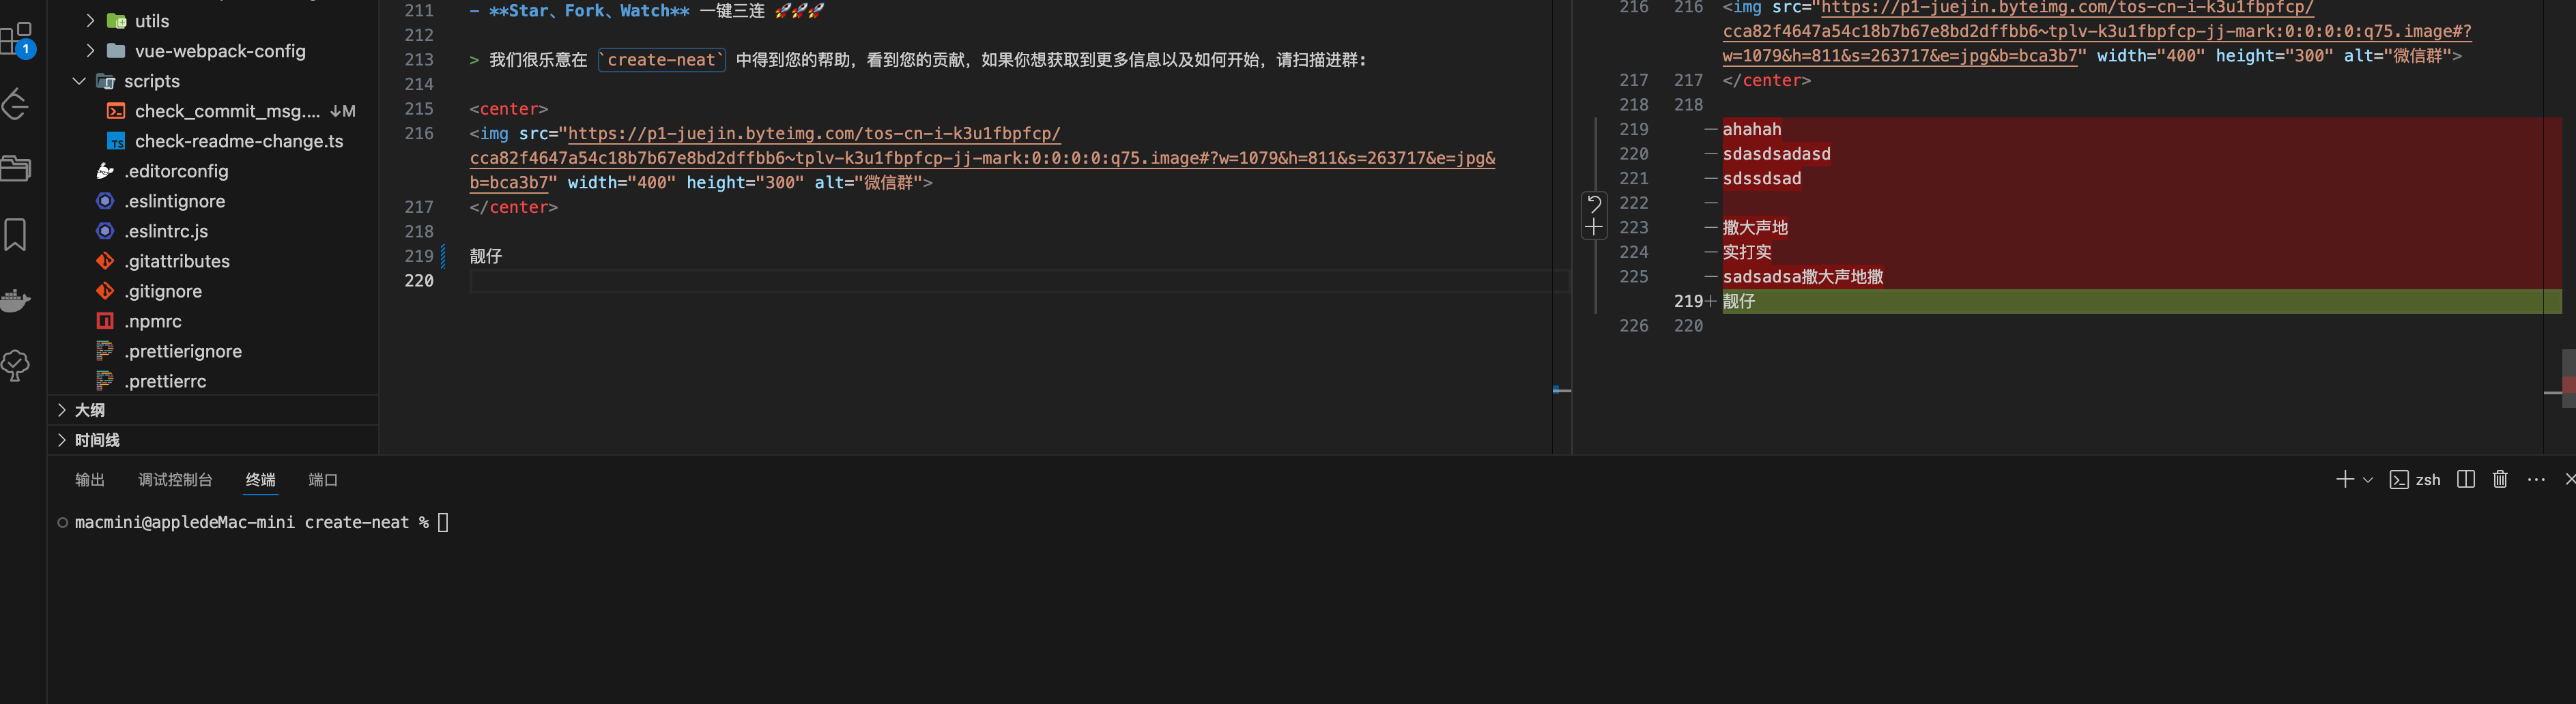 utils
vue-webpack-config
scripts
check_commit_msg.... ↓M
check-readme-change.ts
.editorconfig
.eslintignore
.eslintrc.js
.gitattributes
.gitignore
.npmrc
.prettierignore
.prettierrc
大纲
时间线
1
TS
211 - **Star、Fork、Watch** 一键三连 🚀🚀🚀
212
213 > 我们很乐意在 `create-neat` 中得到您的帮助，看到您的贡献，如果你想获取到更多信息以及如何开始，请扫描进群：
214
215 <center>
216 <img src="https://p1-juejin.byteimg.com/tos-cn-i-k3u1fbpfcp/
cca82f4647a54c18b7b67e8bd2dffbb6~tplv-k3u1fbpfcp-jj-mark:0:0:0:0:q75.image#?w=1079&h=811&s=263717&e=jpg&
b=bca3b7" width="400" height="300" alt="微信群">
217 </center>
218
219 靓仔
220
216 216 <img src="https://p1-juejin.byteimg.com/tos-cn-i-k3u1fbpfcp/
cca82f4647a54c18b7b67e8bd2dffbb6~tplv-k3u1fbpfcp-jj-mark:0:0:0:0:q75.image#?
w=1079&h=811&s=263717&e=jpg&b=bca3b7" width="400" height="300" alt="微信群">
217 217 </center>
218 218
219 — ahahah
220 — sdasdsadasd
221 — sdssdsad
222 —
223 — 撒大声地
224 — 实打实
225 — sadsadsa撒大声地撒
219+ 靓仔
226 220
输出 调试控制台 终端 端口
zsh
macmini@appledeMac-mini create-neat %